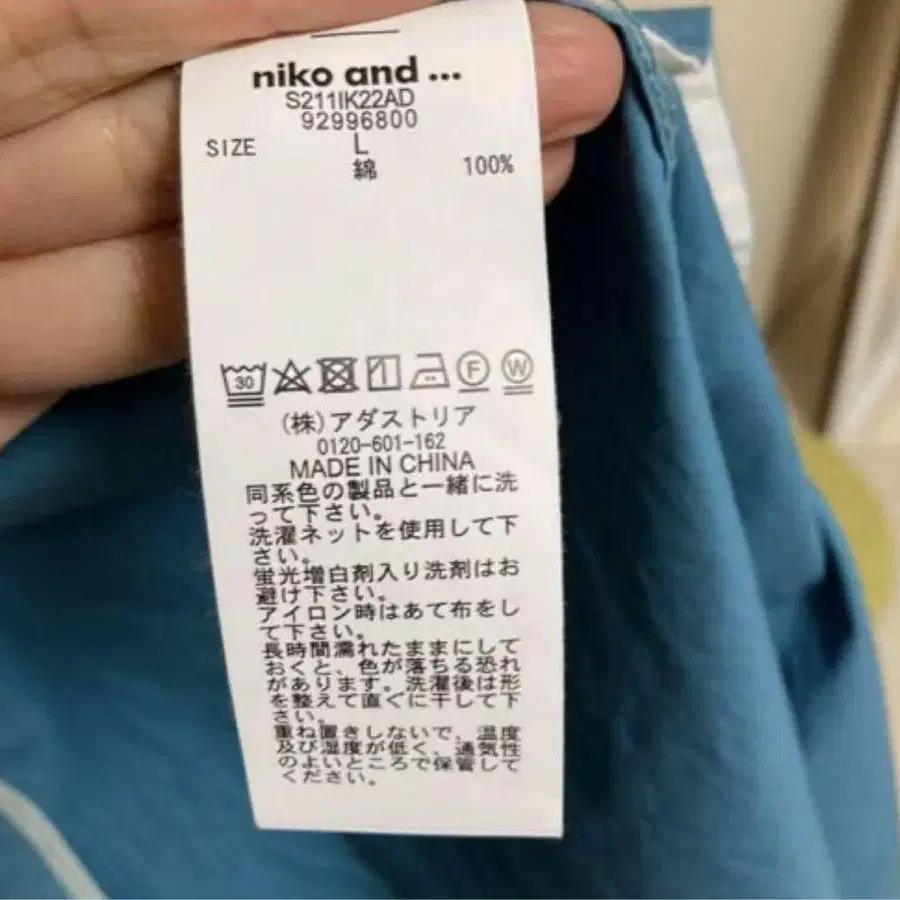 niko and ...
S211IK22AD
92996800
SIZE L
綿 100%
30 F W
(株)アダストリア
0120-601-162
MADE IN CHINA
同系色の製品と一緒に洗
って下さい。
洗濯ネットを使用して下
さい。
蛍光増白剤入り洗剤はお
避け下さい。
アイロン時はあて布をし
て下さい。
長時間濡れたままにして
おくと、色が落ちる恐れ
があります。洗濯後は形
を整えて直ぐに干して下
さい。
重ね置きしないで、温度
及び湿度が低く、通気性
のよいところで保管して
ください。